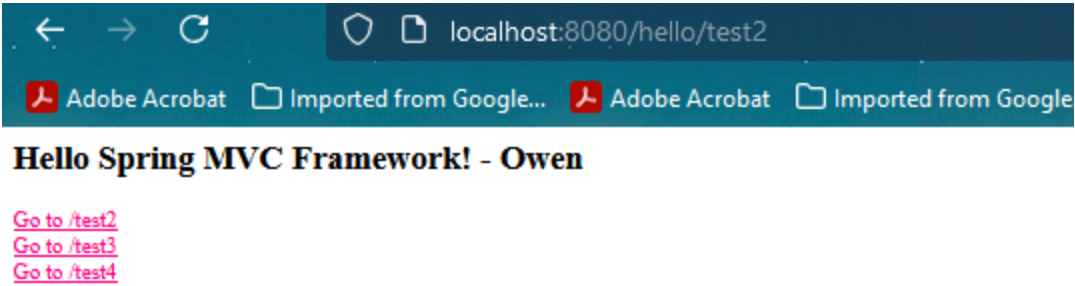 localhost:8080/hello/test2
Adobe Acrobat Imported from Google... Adobe Acrobat Imported from Google
Hello Spring MVC Framework! - Owen
Go to /test2
Go to /test3
Go to /test4